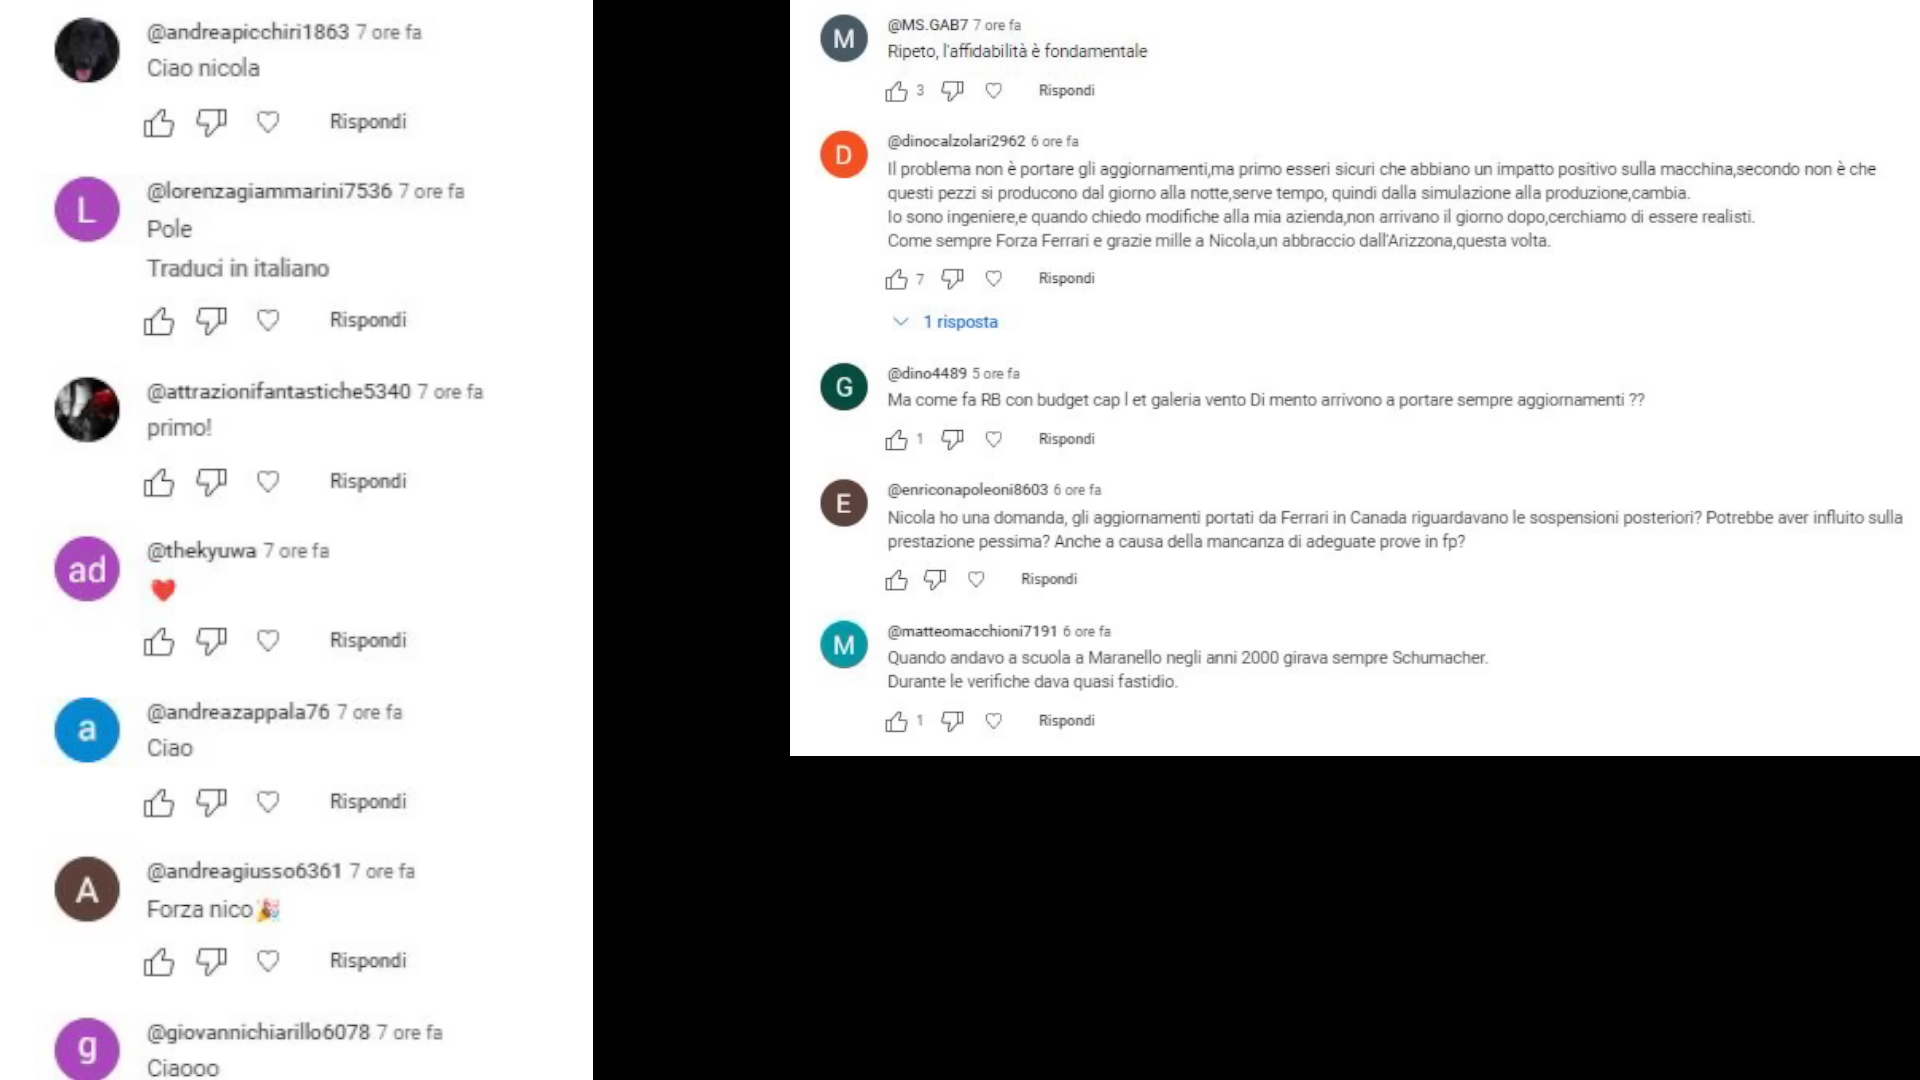 @andreapicchiri1863 7 ore fa
Ciao nicola
Rispondi
L
@lorenzagiammarini7536 7 ore fa
Pole
Traduci in italiano
Rispondi
@attrazionifantastiche5340 7 ore fa
primo!
Rispondi
ad
@thekyuwa 7 ore fa
❤️
Rispondi
a
@andreazappala76 7 ore fa
Ciao
Rispondi
A
@andreagiusso6361 7 ore fa
Forza nico🎉
Rispondi
g
@giovannichiarillo6078 7 ore fa
Ciaooo
M
@MS.GAB7 7 ore fa
Ripeto, l'affidabilità è fondamentale
3 Rispondi
D
@dinocalzolari2962 6 ore fa
Il problema non è portare gli aggiornamenti,ma primo esseri sicuri che abbiano un impatto positivo sulla macchina,secondo non è che
questi pezzi si producono dal giorno alla notte,serve tempo, quindi dalla simulazione alla produzione,cambia.
Io sono ingeniere,e quando chiedo modifiche alla mia azienda,non arrivano il giorno dopo,cerchiamo di essere realisti.
Come sempre Forza Ferrari e grazie mille a Nicola,un abbraccio dall'Arizzona,questa volta.
7 Rispondi
1 risposta
G
@dino4489 5 ore fa
Ma come fa RB con budget cap l et galeria vento Di mento arrivono a portare sempre aggiornamenti ??
1 Rispondi
E
@enriconapoleoni8603 6 ore fa
Nicola ho una domanda, gli aggiornamenti portati da Ferrari in Canada riguardavano le sospensioni posteriori? Potrebbe aver influito sulla
prestazione pessima? Anche a causa della mancanza di adeguate prove in fp?
Rispondi
M
@matteomacchioni7191 6 ore fa
Quando andavo a scuola a Maranello negli anni 2000 girava sempre Schumacher.
Durante le verifiche dava quasi fastidio.
1 Rispondi